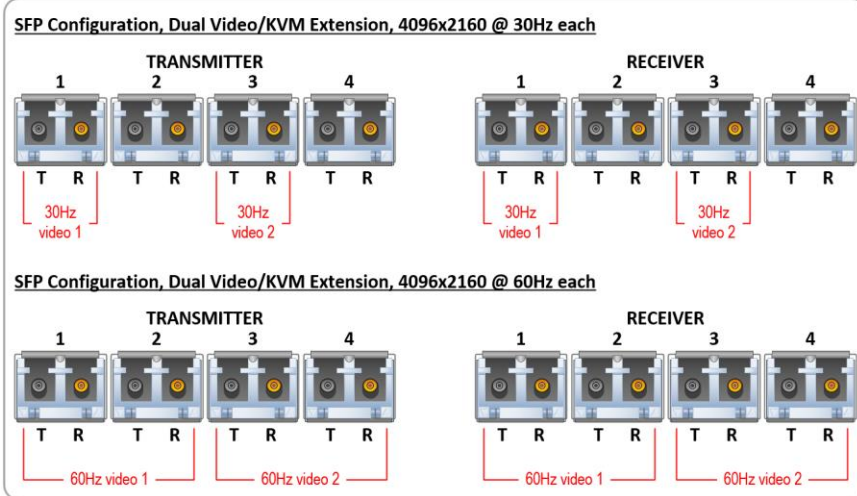 SFP Configuration, Dual Video/KVM Extension, 4096x2160 @ 30Hz each
TRANSMITTER
1 2 3 4
T R T R T R T R
30Hz
video 1
30Hz
video 2
RECEIVER
1 2 3 4
T R T R T R T R
30Hz
video 1
30Hz
video 2
SFP Configuration, Dual Video/KVM Extension, 4096x2160 @ 60Hz each
TRANSMITTER
1 2 3 4
T R T R T R T R
60Hz video 1
60Hz video 2
RECEIVER
1 2 3 4
T R T R T R T R
60Hz video 1
60Hz video 2